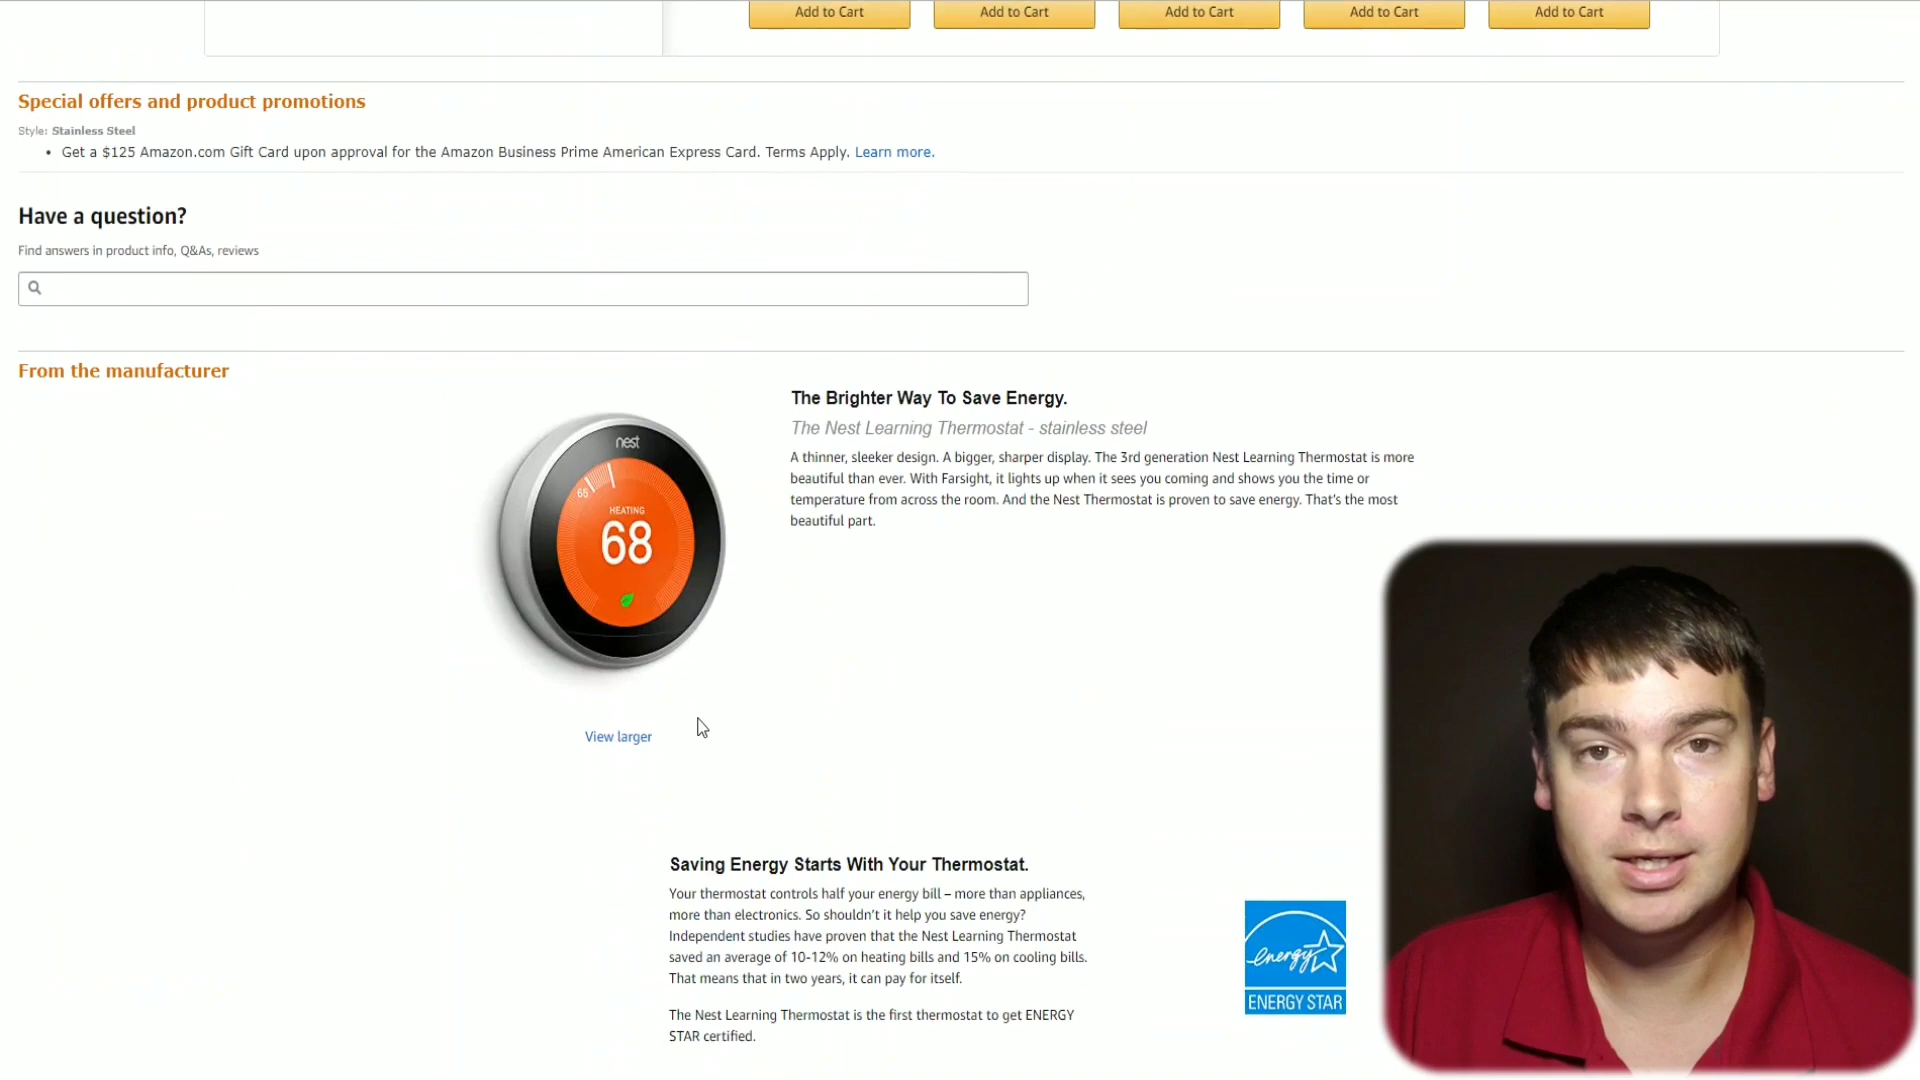 Add to Cart Add to Cart Add to Cart Add to Cart Add to Cart
Special offers and product promotions
Style: Stainless Steel
• Get a $125 Amazon.com Gift Card upon approval for the Amazon Business Prime American Express Card. Terms Apply. Learn more.
Have a question?
Find answers in product info, Q&As, reviews
From the manufacturer
nest
68
HEATING
68
View larger
The Brighter Way To Save Energy.
The Nest Learning Thermostat - stainless steel
A thinner, sleeker design. A bigger, sharper display. The 3rd generation Nest Learning Thermostat is more
beautiful than ever. With Farsight, it lights up when it sees you coming and shows you the time or
temperature from across the room. And the Nest Thermostat is proven to save energy. That's the most
beautiful part.
Saving Energy Starts With Your Thermostat.
Your thermostat controls half your energy bill – more than appliances,
more than electronics. So shouldn't it help you save energy?
Independent studies have proven that the Nest Learning Thermostat
saved an average of 10-12% on heating bills and 15% on cooling bills.
That means that in two years, it can pay for itself.
The Nest Learning Thermostat is the first thermostat to get ENERGY
STAR certified.
energy
ENERGY STAR